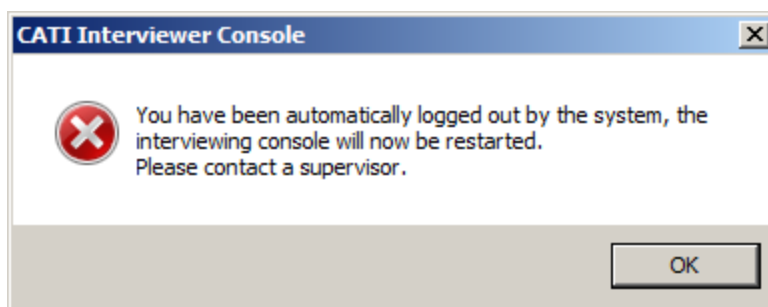 CATI Interviewer Console
You have been automatically logged out by the system, the
interviewing console will now be restarted.
Please contact a supervisor.
OK